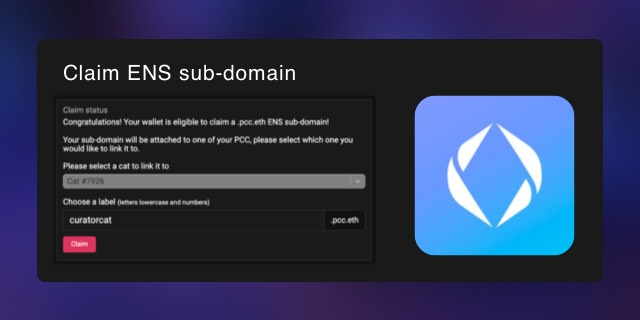 Claim ENS sub-domain
Claim status
Congratulations! Your wallet is eligible to claim a .pcc.eth ENS sub-domain!
Your sub-domain will be attached to one of your PCC, please select which one you
would like to link it to.
Please select a cat to link it to
Cat #7926
Choose a label (letters lowercase and numbers)
curatorcat .pcc.eth
Claim